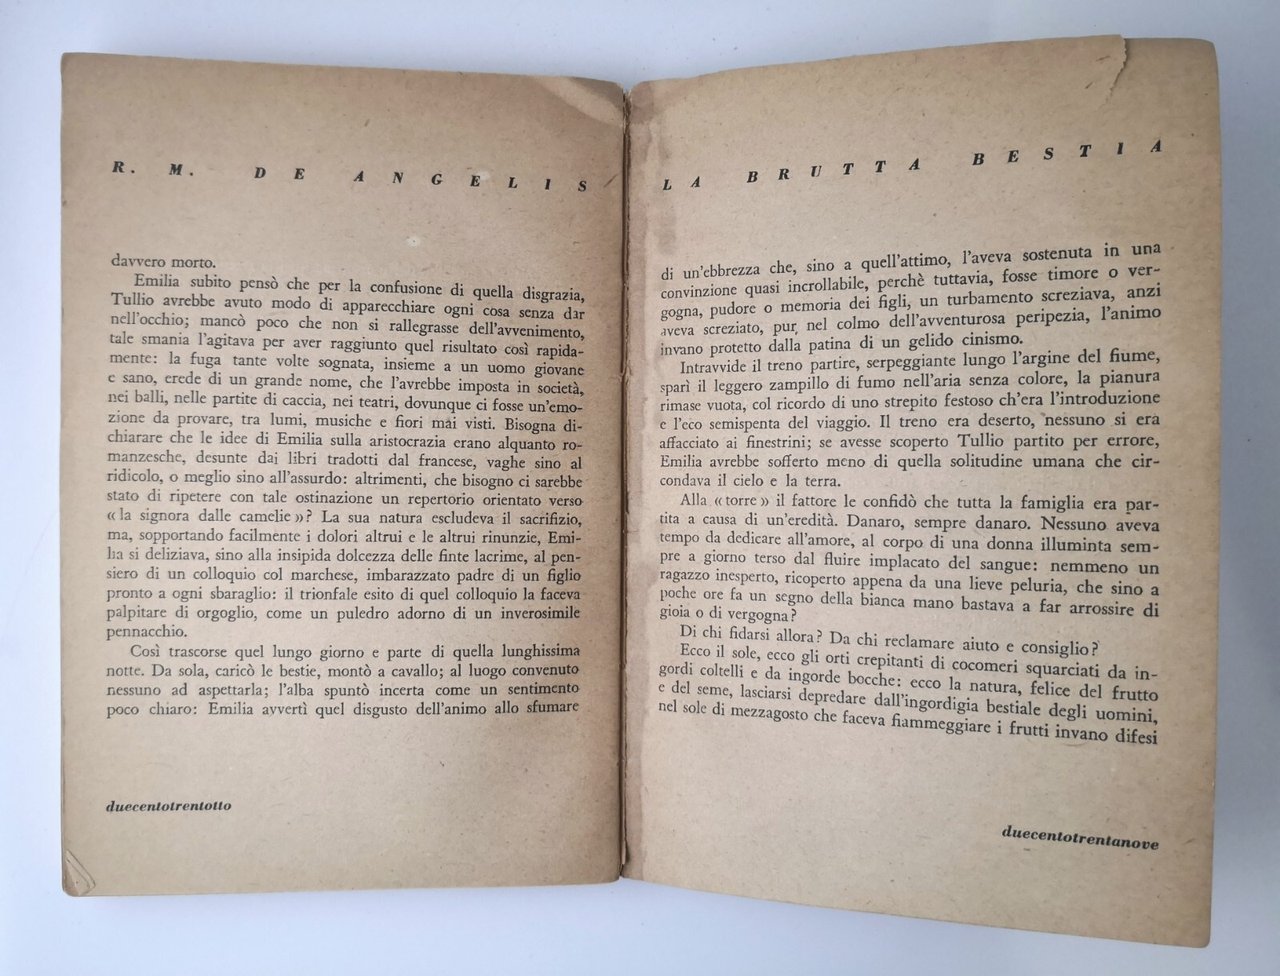 R. M. DE ANGELIS
davvero morto.
Emilia subito pensò che per la confusione di quella disgrazia,
Tullio avrebbe avuto modo di apparecchiare ogni cosa senza dar
nell'occhio; mancò poco che non si rallegrasse dell'avvenimento,
tale smania l'agitava per aver raggiunto quel risultato così rapida-
mente: la fuga tante volte sognata, insieme a un uomo giovane
e sano, erede di un grande nome, che l'avrebbe imposta in società,
nei balli, nelle partite di caccia, nei teatri, dovunque ci fosse un'emo-
zione da provare, tra lumi, musiche e fiori mai visti. Bisogna di-
chiarare che le idee di Emilia sulla aristocrazia erano alquanto ro-
manzesche, desunte dai libri tradotti dal francese, vaghe sino al
ridicolo, o meglio sino all'assurdo: altrimenti, che bisogno ci sarebbe
stato di ripetere con tale ostinazione un repertorio orientato verso
«la signora dalle camelie»? La sua natura escludeva il sacrifizio,
ma, sopportando facilmente i dolori altrui e le altrui rinunzie, Emi-
lia si deliziava, sino alla insipida dolcezza delle finte lacrime, al pen-
siero di un colloquio col marchese, imbarazzato padre di un figlio
pronto a ogni sbaraglio: il trionfale esito di quel colloquio la faceva
palpitare di orgoglio, come un puledro adorno di un inverosimile
pennacchio.
Così trascorse quel lungo giorno e parte di quella lunghissima
notte. Da sola, caricò le bestie, montò a cavallo; al luogo convenuto
nessuno ad aspettarla; l'alba spuntò incerta come un sentimento
poco chiaro: Emilia avvertì quel disgusto dell'animo allo sfumare
duecentotrentotto
LA BRUTTA BESTIA
di un'ebbrezza che, sino a quell'attimo, l'aveva sostenuta in una
convinzione quasi incrollabile, perchè tuttavia, fosse timore o ver-
gogna, pudore o memoria dei figli, un turbamento screziava, anzi
aveva screziato, pur nel colmo dell'avventurosa peripezia, l'animo
invano protetto dalla patina di un gelido cinismo.
Intravvide il treno partire, serpeggiante lungo l'argine del fiume,
sparì il leggero zampillo di fumo nell'aria senza colore, la pianura
rimase vuota, col ricordo di uno strepito festoso ch'era l'introduzione
e l'eco semispenta del viaggio. Il treno era deserto, nessuno si era
affacciato ai finestrini; se avesse scoperto Tullio partito per errore,
Emilia avrebbe sofferto meno di quella solitudine umana che cir-
condava il cielo e la terra.
Alla «torre» il fattore le confidò che tutta la famiglia era par-
tita a causa di un'eredità. Danaro, sempre danaro. Nessuno aveva
tempo da dedicare all'amore, al corpo di una donna illuminta sem-
pre a giorno terso dal fluire implacato del sangue: nemmeno un
ragazzo inesperto, ricoperto appena da una lieve peluria, che sino a
poche ore fa un segno della bianca mano bastava a far arrossire di
gioia o di vergogna?
Di chi fidarsi allora? Da chi reclamare aiuto e consiglio?
Ecco il sole, ecco gli orti crepitanti di cocomeri squarciati da in-
gordi coltelli e da ingorde bocche: ecco la natura, felice del frutto
e del seme, lasciarsi depredare dall'ingordigia bestiale degli uomini,
nel sole di mezzagosto che faceva fiammeggiare i frutti invano difesi
duecentotrentanove